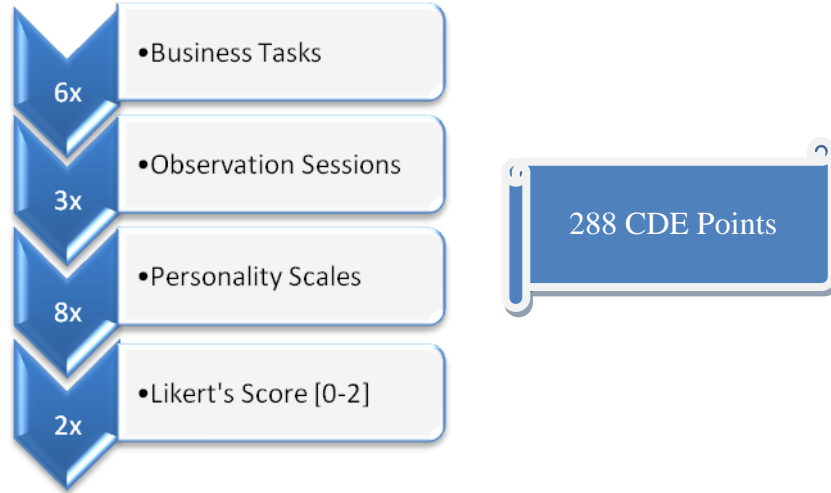 6x
•Business Tasks
3x
•Observation Sessions
8x
•Personality Scales
2x
•Likert's Score [0-2]
288 CDE Points